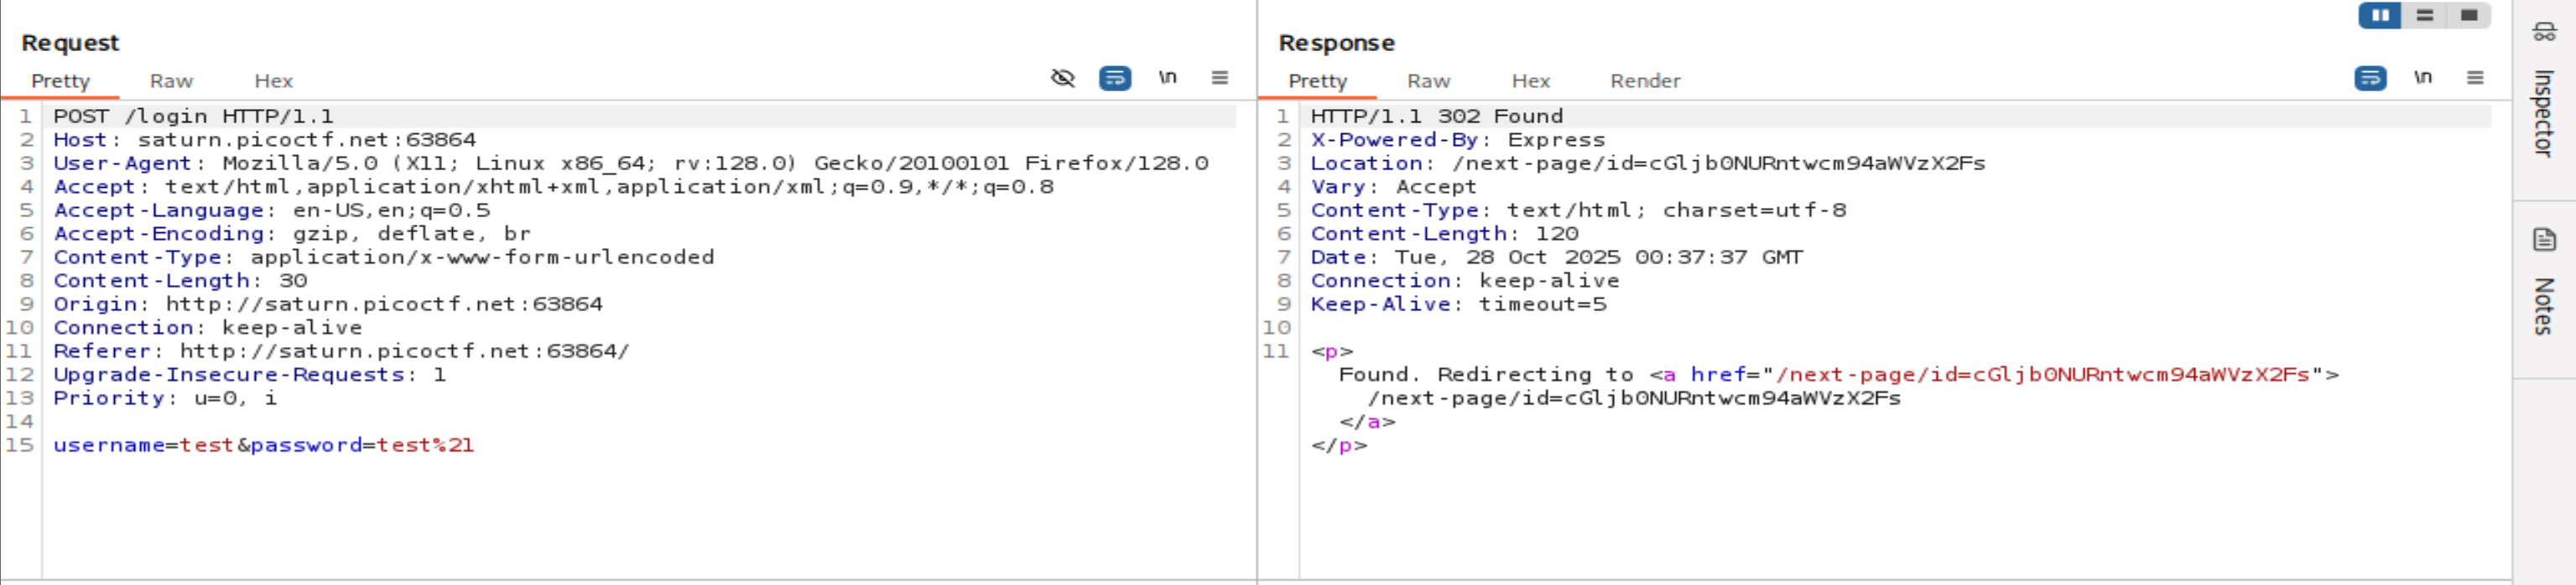 Request
Pretty Raw Hex
\n
1 POST /login HTTP/1.1
2 Host: saturn.picoctf.net:63864
3 User-Agent: Mozilla/5.0 (X11; Linux x86_64; rv:128.0) Gecko/20100101 Firefox/128.0
4 Accept: text/html,application/xhtml+xml,application/xml;q=0.9,*/*;q=0.8
5 Accept-Language: en-US,en;q=0.5
6 Accept-Encoding: gzip, deflate, br
7 Content-Type: application/x-www-form-urlencoded
8 Content-Length: 30
9 Origin: http://saturn.picoctf.net:63864
10 Connection: keep-alive
11 Referer: http://saturn.picoctf.net:63864/
12 Upgrade-Insecure-Requests: 1
13 Priority: u=0, i
14
15 username=test&password=test%21
Response
Pretty Raw Hex Render
\n
1 HTTP/1.1 302 Found
2 X-Powered-By: Express
3 Location: /next-page/id=cGljb0NURntwcm94aWVzX2Fs
4 Vary: Accept
5 Content-Type: text/html; charset=utf-8
6 Content-Length: 120
7 Date: Tue, 28 Oct 2025 00:37:37 GMT
8 Connection: keep-alive
9 Keep-Alive: timeout=5
10
11 <p>
Found. Redirecting to <a href="/next-page/id=cGljb0NURntwcm94aWVzX2Fs">
/next-page/id=cGljb0NURntwcm94aWVzX2Fs
</a>
</p>
Inspector
Notes